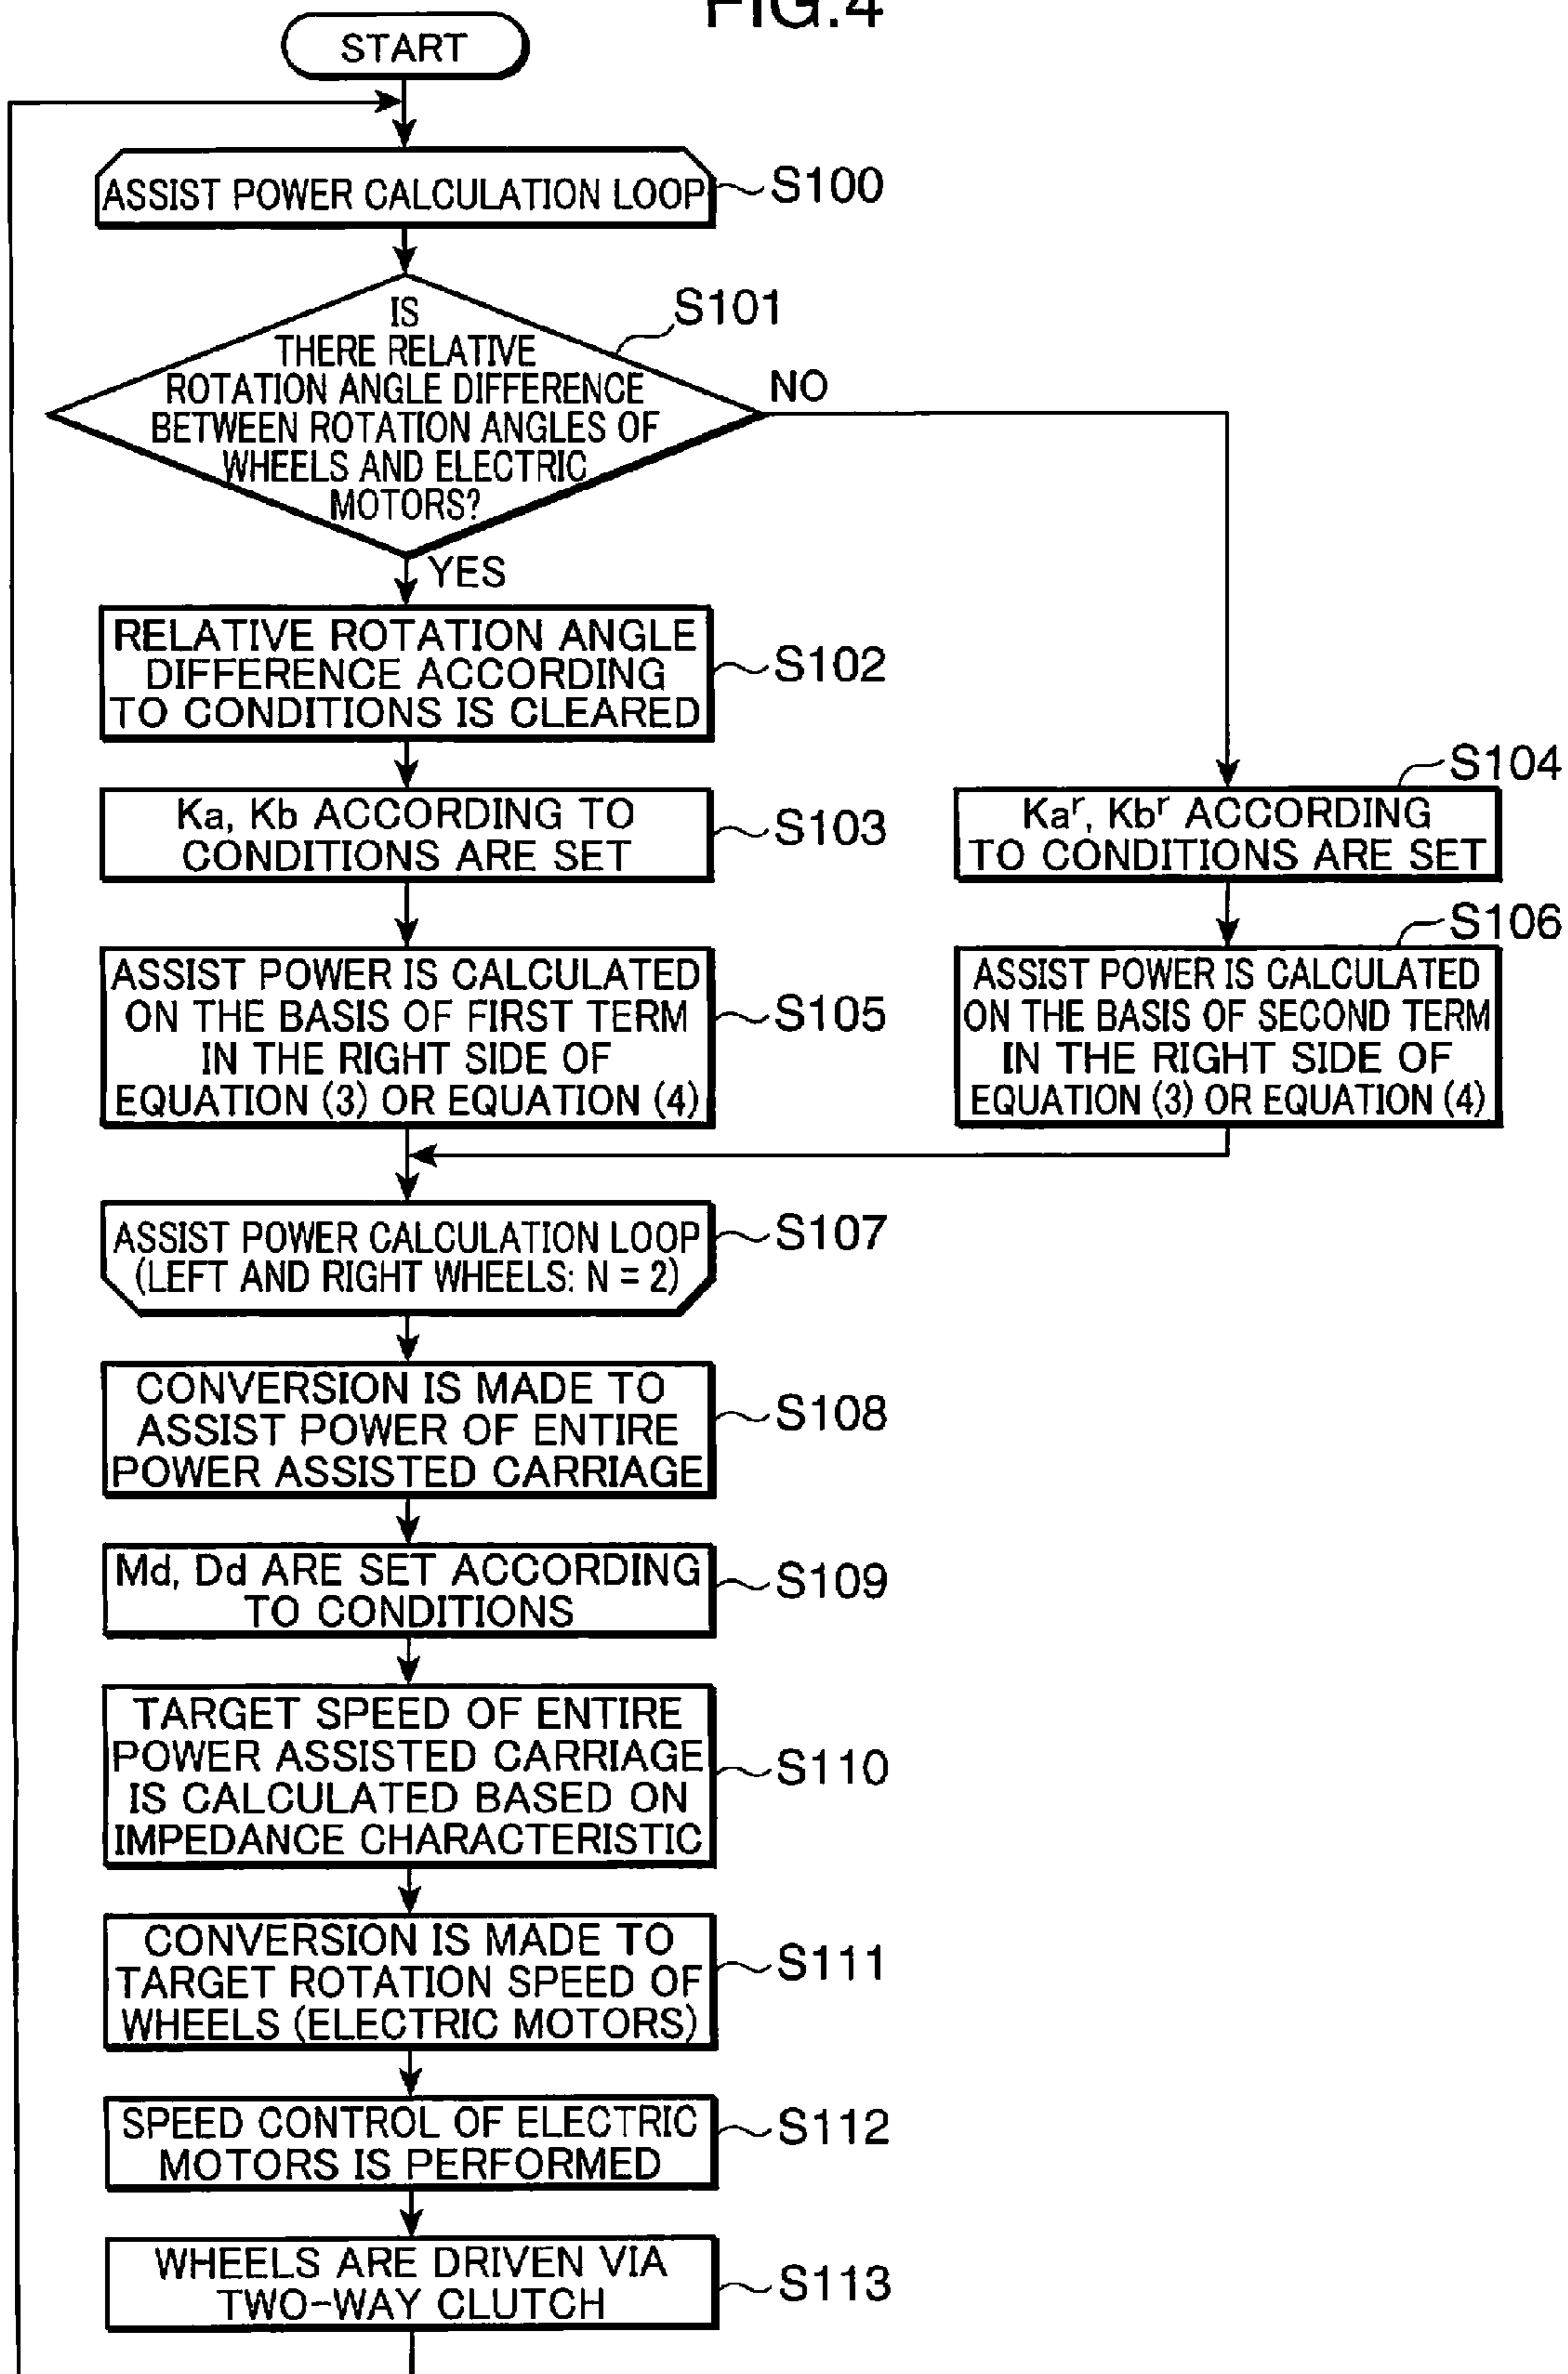 FIG.4
START
ASSIST POWER CALCULATION LOOP
S100
IS
THERE RELATIVE
ROTATION ANGLE DIFFERENCE
BETWEEN ROTATION ANGLES OF
WHEELS AND ELECTRIC
MOTORS?
S101
NO
YES
RELATIVE ROTATION ANGLE
DIFFERENCE ACCORDING
TO CONDITIONS IS CLEARED
S102
Ka, Kb ACCORDING TO
CONDITIONS ARE SET
S103
Kaʳ, Kbʳ ACCORDING
TO CONDITIONS ARE SET
S104
ASSIST POWER IS CALCULATED
ON THE BASIS OF FIRST TERM
IN THE RIGHT SIDE OF
EQUATION (3) OR EQUATION (4)
S105
ASSIST POWER IS CALCULATED
ON THE BASIS OF SECOND TERM
IN THE RIGHT SIDE OF
EQUATION (3) OR EQUATION (4)
S106
ASSIST POWER CALCULATION LOOP
(LEFT AND RIGHT WHEELS: N = 2)
S107
CONVERSION IS MADE TO
ASSIST POWER OF ENTIRE
POWER ASSISTED CARRIAGE
S108
Md, Dd ARE SET ACCORDING
TO CONDITIONS
S109
TARGET SPEED OF ENTIRE
POWER ASSISTED CARRIAGE
IS CALCULATED BASED ON
IMPEDANCE CHARACTERISTIC
S110
CONVERSION IS MADE TO
TARGET ROTATION SPEED OF
WHEELS (ELECTRIC MOTORS)
S111
SPEED CONTROL OF ELECTRIC
MOTORS IS PERFORMED
S112
WHEELS ARE DRIVEN VIA
TWO-WAY CLUTCH
S113